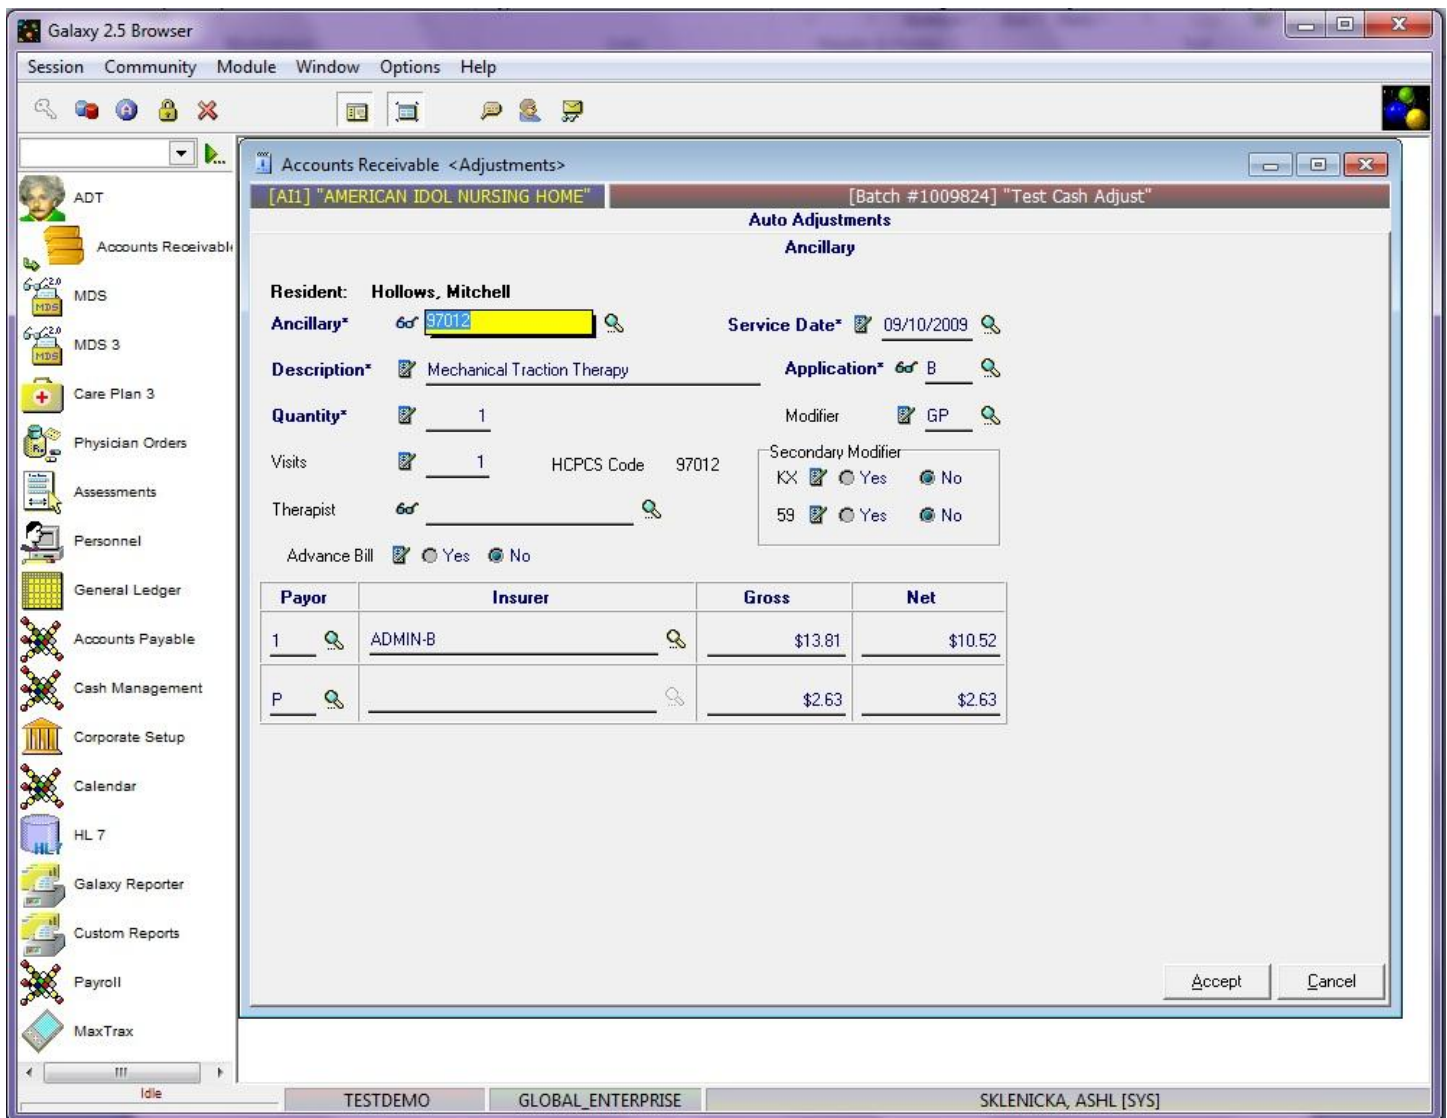 Galaxy 2.5 Browser
Session Community Module Window Options Help
ADT
Accounts Receivabl
MDS
MDS 3
Care Plan 3
Physician Orders
Assessments
Personnel
General Ledger
Accounts Payable
Cash Management
Corporate Setup
Calendar
HL 7
Galaxy Reporter
Custom Reports
Payroll
MaxTrax
Accounts Receivable <Adjustments>
[AI1] "AMERICAN IDOL NURSING HOME" [Batch #1009824] "Test Cash Adjust"
Auto Adjustments
Ancillary
Resident: Hollows, Mitchell
Ancillary* 97012 Service Date* 09/10/2009
Description* Mechanical Traction Therapy Application* B
Quantity* 1 Modifier GP
Secondary Modifier
Visits 1 HCPCS Code 97012
KX Yes No
Therapist 59 Yes No
Advance Bill Yes No
Payor Insurer Gross Net
1 ADMIN-B $13.81 $10.52
P $2.63 $2.63
Accept Cancel
Idle TESTDEMO GLOBAL_ENTERPRISE SKLENICKA, ASHL [SYS]